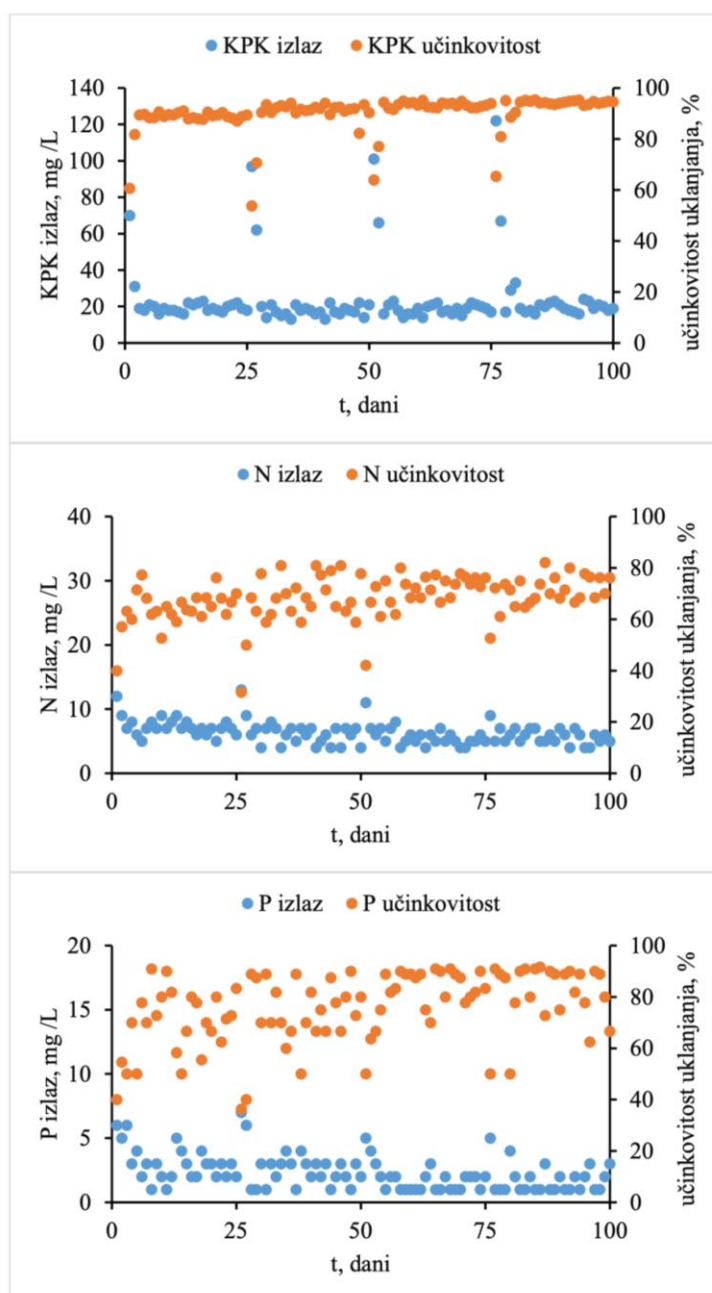 KPK izlaz KPK učinkovitost
140 120 100 80 60 40 20 0
KPK izlaz, mg /L
100 80 60 40 20 0
učinkovitost uklanjanja, %
0 25 50 75 100
t, dani
N izlaz N učinkovitost
40 30 20 10 0
N izlaz, mg /L
100 80 60 40 20 0
učinkovitost uklanjanja, %
0 25 50 75 100
t, dani
P izlaz P učinkovitost
20 15 10 5 0
P izlaz, mg /L
100 80 60 40 20 0
učinkovitost uklanjanja, %
0 25 50 75 100
t, dani